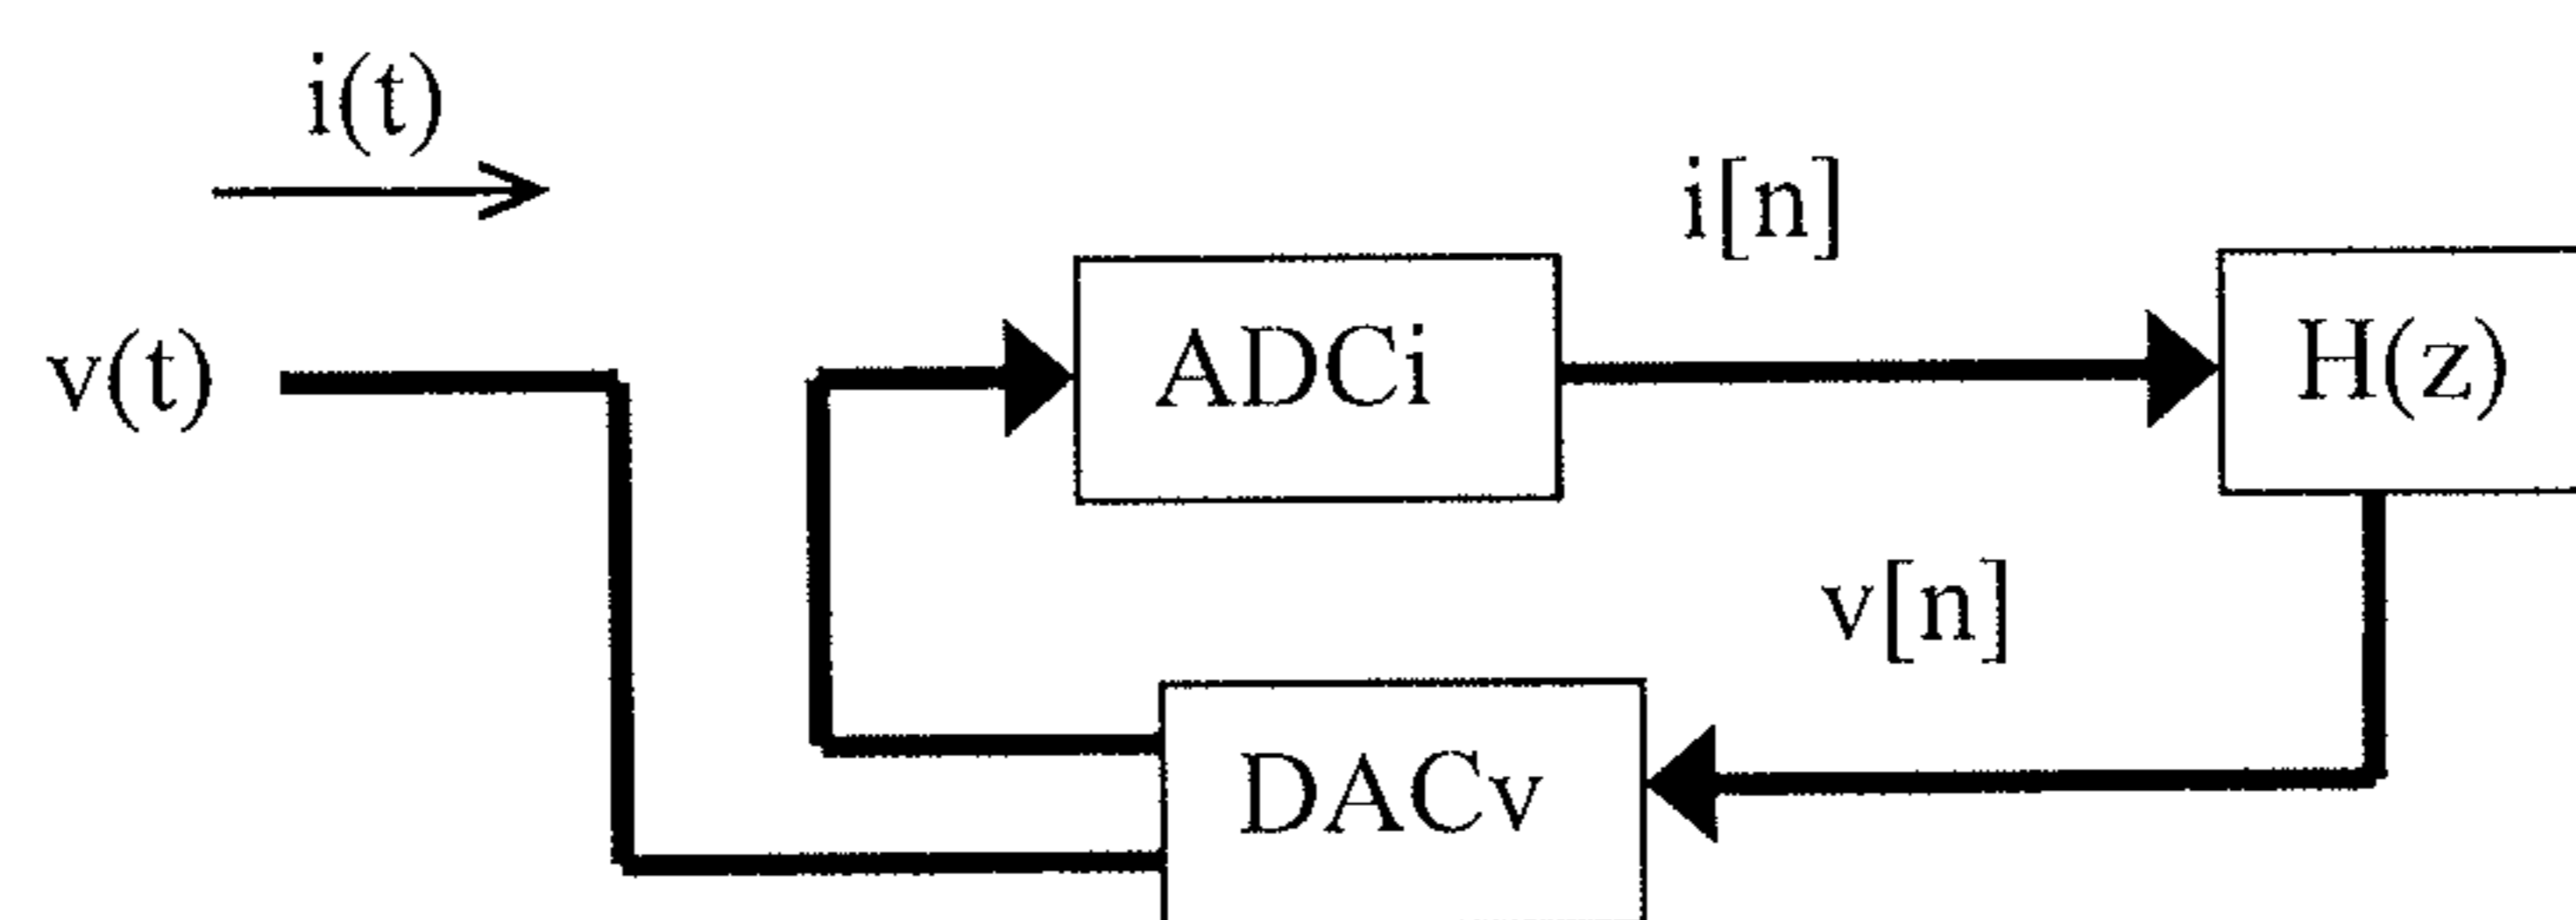 i(t)
i[n]
v(t)
ADCi
H(z)
v[n]
DACv